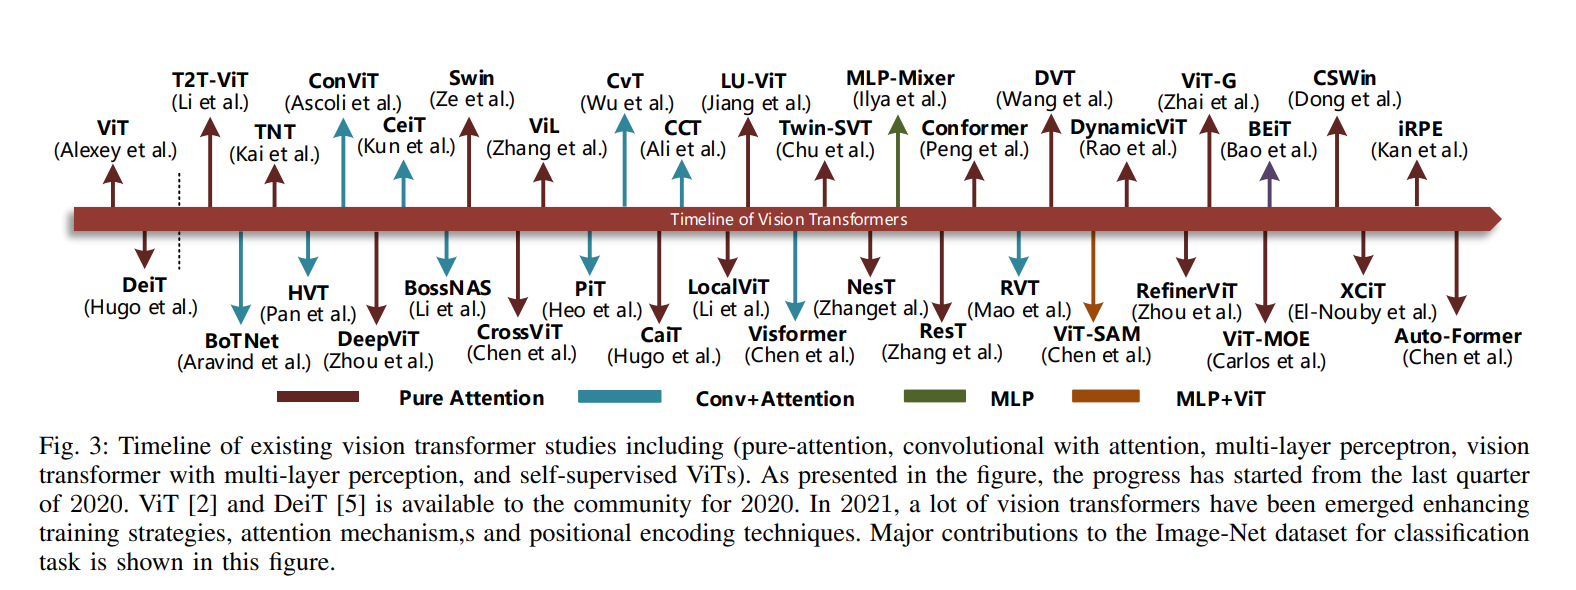 T2T-ViT
(Li et al.)
ConViT
(Ascoli et al.)
Swin
(Ze et al.)
CvT
(Wu et al.)
LU-ViT
(Jiang et al.)
MLP-Mixer
(Ilya et al.)
DVT
(Wang et al.)
ViT-G
(Zhai et al.)
CSWin
(Dong et al.)
ViT
(Alexey et al.)
TNT
(Kai et al.)
CeiT
(Kun et al.)
ViL
(Zhang et al.)
CCT
(Ali et al.)
Twin-SVT
(Chu et al.)
Conformer
(Peng et al.)
DynamicViT
(Rao et al.)
BEiT
(Bao et al.)
iRPE
(Kan et al.)
Timeline of Vision Transformers
DeiT
(Hugo et al.)
HVT
(Pan et al.)
BossNAS
(Li et al.)
PiT
(Heo et al.)
LocalViT
(Li et al.)
NesT
(Zhanget al.)
RVT
(Mao et al.)
RefinerViT
(Zhou et al.)
XCiT
(El-Nouby et al.)
BoTNet
(Aravind et al.)
DeepViT
(Zhou et al.)
CrossViT
(Chen et al.)
CaiT
(Hugo et al.)
Visformer
(Chen et al.)
ResT
(Zhang et al.)
ViT-SAM
(Chen et al.)
ViT-MOE
(Carlos et al.)
Auto-Former
(Chen et al.)
Pure Attention
Conv+Attention
MLP
MLP+ViT
Fig. 3: Timeline of existing vision transformer studies including (pure-attention, convolutional with attention, multi-layer perceptron, vision
transformer with multi-layer perception, and self-supervised ViTs). As presented in the figure, the progress has started from the last quarter
of 2020. ViT [2] and DeiT [5] is available to the community for 2020. In 2021, a lot of vision transformers have been emerged enhancing
training strategies, attention mechanism,s and positional encoding techniques. Major contributions to the Image-Net dataset for classification
task is shown in this figure.